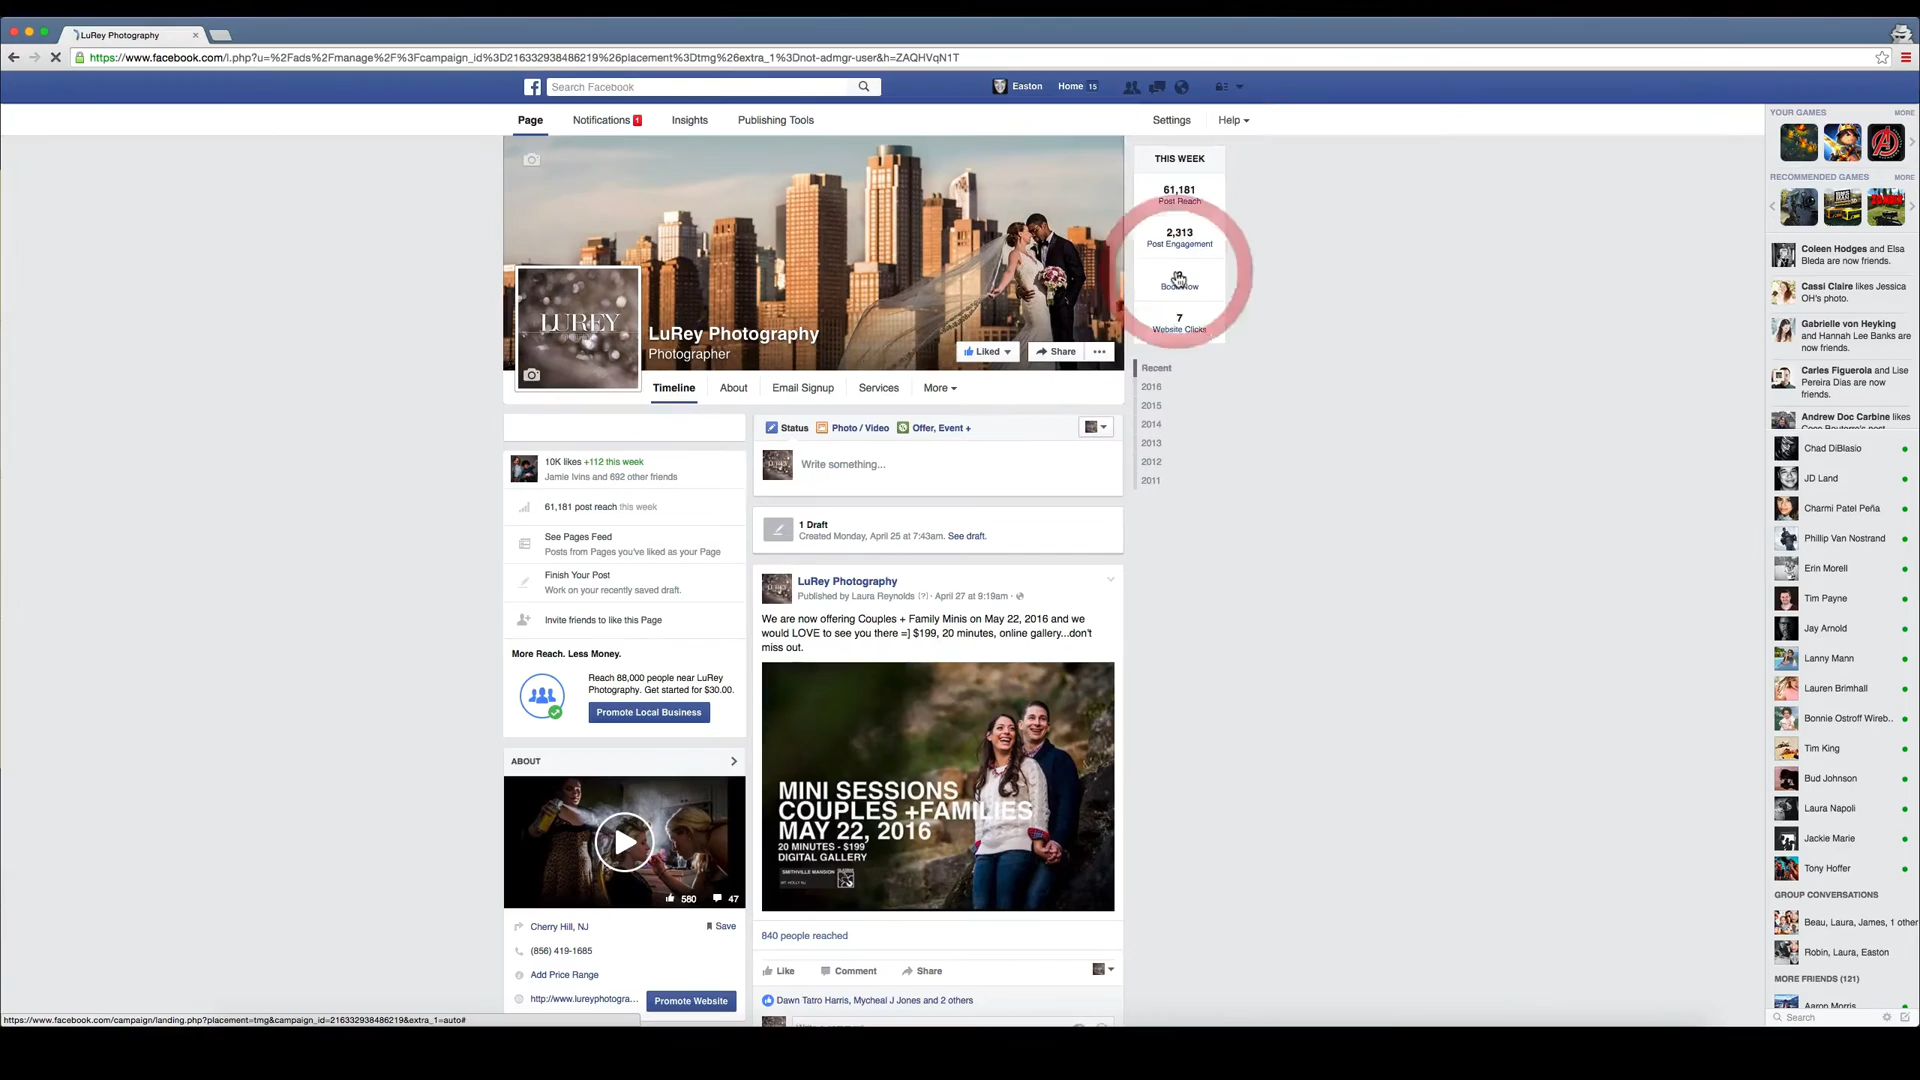 LuRey Photography
https://www.facebook.com/l.php?u=%2Fads%2Fmanage%2F%3Fcampaign_id%3D216332938486219%26placement%3Dtmg%26extra_1%3Dnot-admgr-user&h=ZAQHVqN1T
Search Facebook
Easton
Home 15
Page
Notifications 1
Insights
Publishing Tools
Settings
Help
LUREY
LuRey Photography
Photographer
Liked
Share
Timeline
About
Email Signup
Services
More
THIS WEEK
61,181
Post Reach
2,313
Post Engagement
Book Now
7
Website Clicks
Recent
2016
2015
2014
2013
2012
2011
10K likes +112 this week
Jamie Ivins and 692 other friends
61,181 post reach this week
See Pages Feed
Posts from Pages you've liked as your Page
Finish Your Post
Work on your recently saved draft.
Invite friends to like this Page
More Reach. Less Money.
Reach 88,000 people near LuRey
Photography. Get started for $30.00.
Promote Local Business
ABOUT
580
47
Cherry Hill, NJ
Save
(856) 419-1685
Add Price Range
http://www.lureyphotogra...
Promote Website
Status
Photo / Video
Offer, Event +
Write something...
1 Draft
Created Monday, April 25 at 7:43am. See draft.
LuRey Photography
Published by Laura Reynolds [?] · April 27 at 9:19am ·
We are now offering Couples + Family Minis on May 22, 2016 and we
would LOVE to see you there =] $199, 20 minutes, online gallery...don't
miss out.
MINI SESSIONS
COUPLES +FAMILIES
MAY 22, 2016
20 MINUTES - $199
DIGITAL GALLERY
SMITHVILLE MANSION
MT. HOLLY NJ
840 people reached
Like
Comment
Share
Dawn Tatro Harris, Mycheal J Jones and 2 others
YOUR GAMES
MORE
RECOMMENDED GAMES
MORE
Coleen Hodges and Elsa
Bleda are now friends.
Cassi Claire likes Jessica
OH's photo.
Gabrielle von Heyking
and Hannah Lee Banks are
now friends.
Carles Figuerola and Lise
Pereira Dias are now
friends.
Andrew Doc Carbine likes
Chad DiBlasio
JD Land
Charmi Patel Peña
Phillip Van Nostrand
Erin Morell
Tim Payne
Jay Arnold
Lanny Mann
Lauren Brimhall
Bonnie Ostroff Wireb..
Tim King
Bud Johnson
Laura Napoli
Jackie Marie
Tony Hoffer
GROUP CONVERSATIONS
Beau, Laura, James, 1 other
Robin, Laura, Easton
MORE FRIENDS (121)
Aaron Morris
Search
https://www.facebook.com/campaign/landing.php?placement=tmg&campaign_id=216332938486219&extra_1=auto#